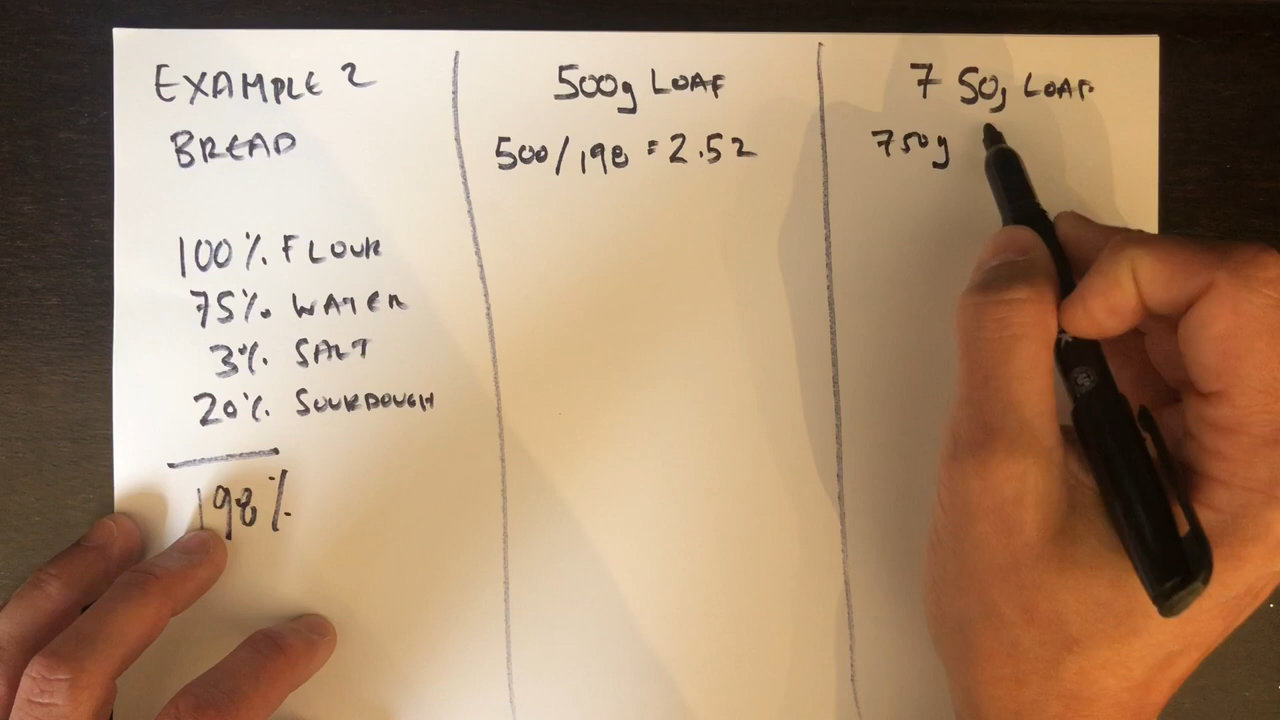 EXAMPLE 2
BREAD
100% FLOUR
75% WATER
3% SALT
20% SOURDOUGH
198%
500g LOAF
500/198 = 2.52
750g LOAF
750g